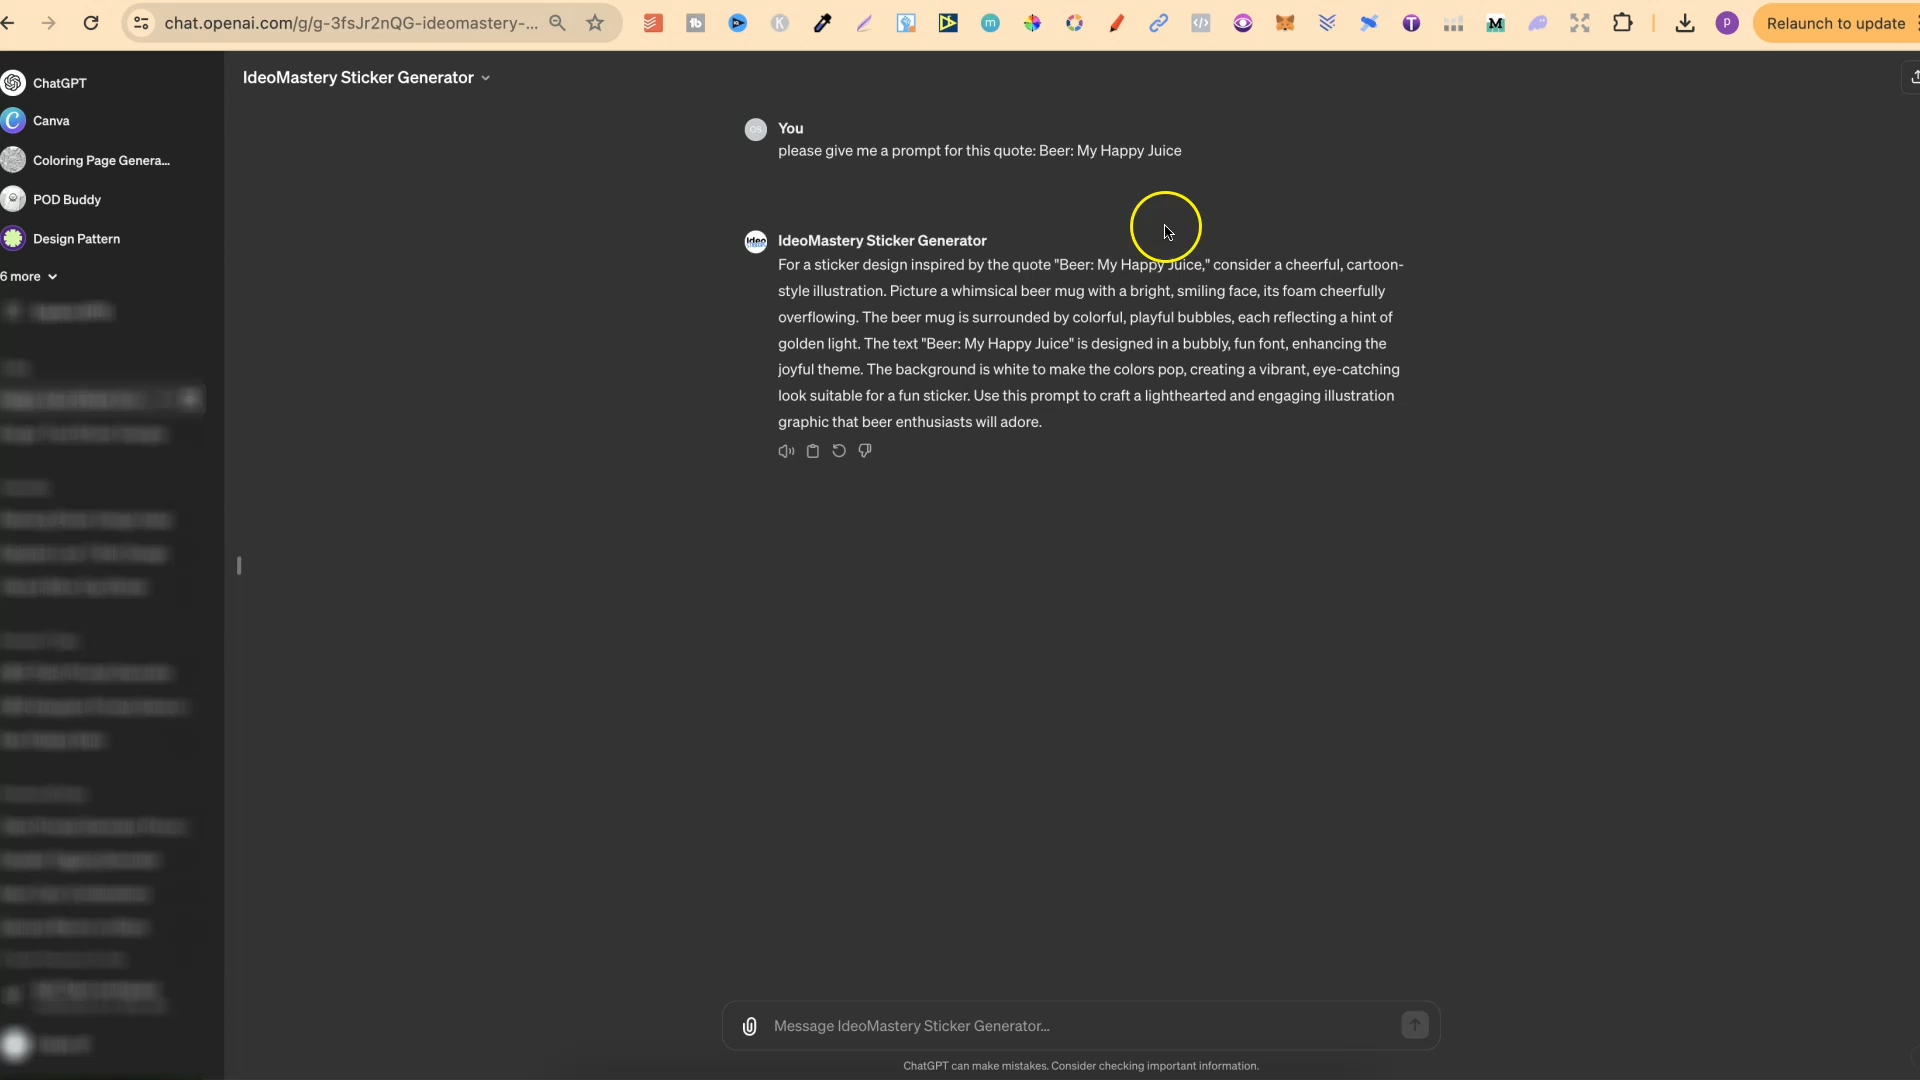 chat.openai.com/g/g-3fsJr2nQG-ideomastery-...
Relaunch to update
ChatGPT
Canva
Coloring Page Genera...
POD Buddy
Design Pattern
6 more
IdeoMastery Sticker Generator
You
please give me a prompt for this quote: Beer: My Happy Juice
IdeoMastery Sticker Generator
For a sticker design inspired by the quote "Beer: My Happy Juice," consider a cheerful, cartoon-
style illustration. Picture a whimsical beer mug with a bright, smiling face, its foam cheerfully
overflowing. The beer mug is surrounded by colorful, playful bubbles, each reflecting a hint of
golden light. The text "Beer: My Happy Juice" is designed in a bubbly, fun font, enhancing the
joyful theme. The background is white to make the colors pop, creating a vibrant, eye-catching
look suitable for a fun sticker. Use this prompt to craft a lighthearted and engaging illustration
graphic that beer enthusiasts will adore.
Message IdeoMastery Sticker Generator...
ChatGPT can make mistakes. Consider checking important information.